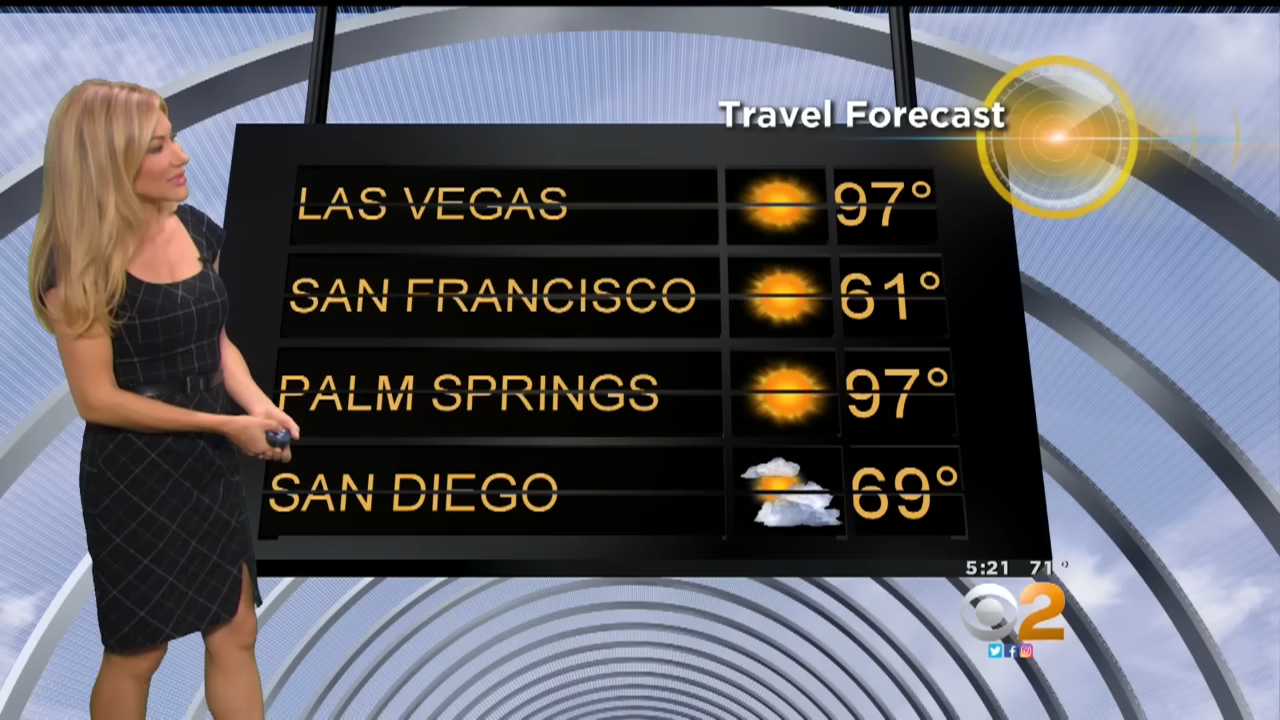 Travel Forecast
LAS VEGAS 97°
SAN FRANCISCO 61°
PALM SPRINGS 97°
SAN DIEGO 69°
5:21 71°
2